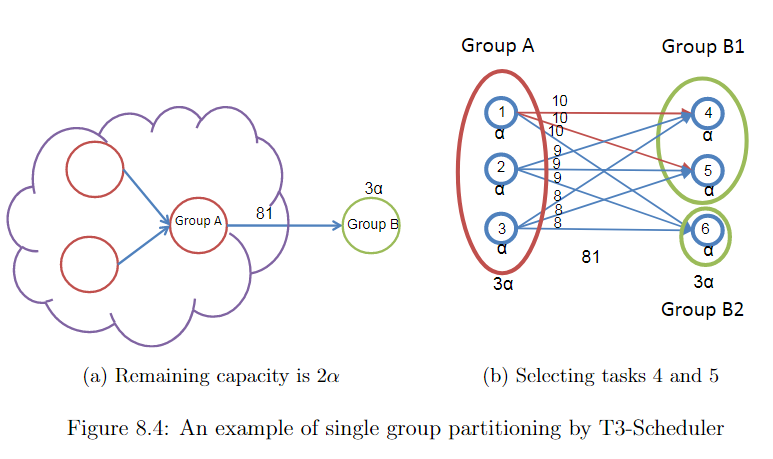 Group A
Group B1
10
10
10
1
4
α
α
9
9
9
2
5
α
α
8
8
8
3
6
α
α
81
3α
3α
Group B2
3α
Group A
81
Group B
(a) Remaining capacity is 2α
(b) Selecting tasks 4 and 5
Figure 8.4: An example of single group partitioning by T3-Scheduler